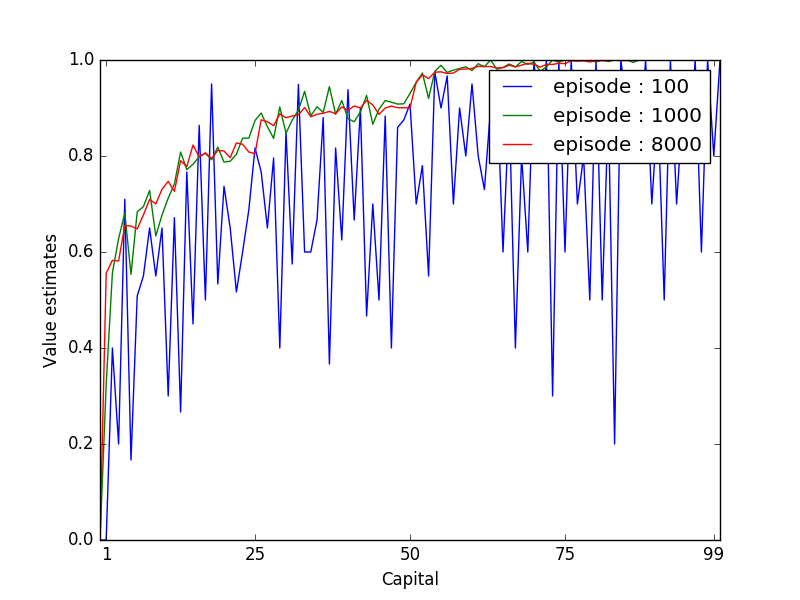 1.0
0.8
0.6
0.4
0.2
0.0
Value estimates
episode : 100
episode : 1000
episode : 8000
1 25 50 75 99
Capital